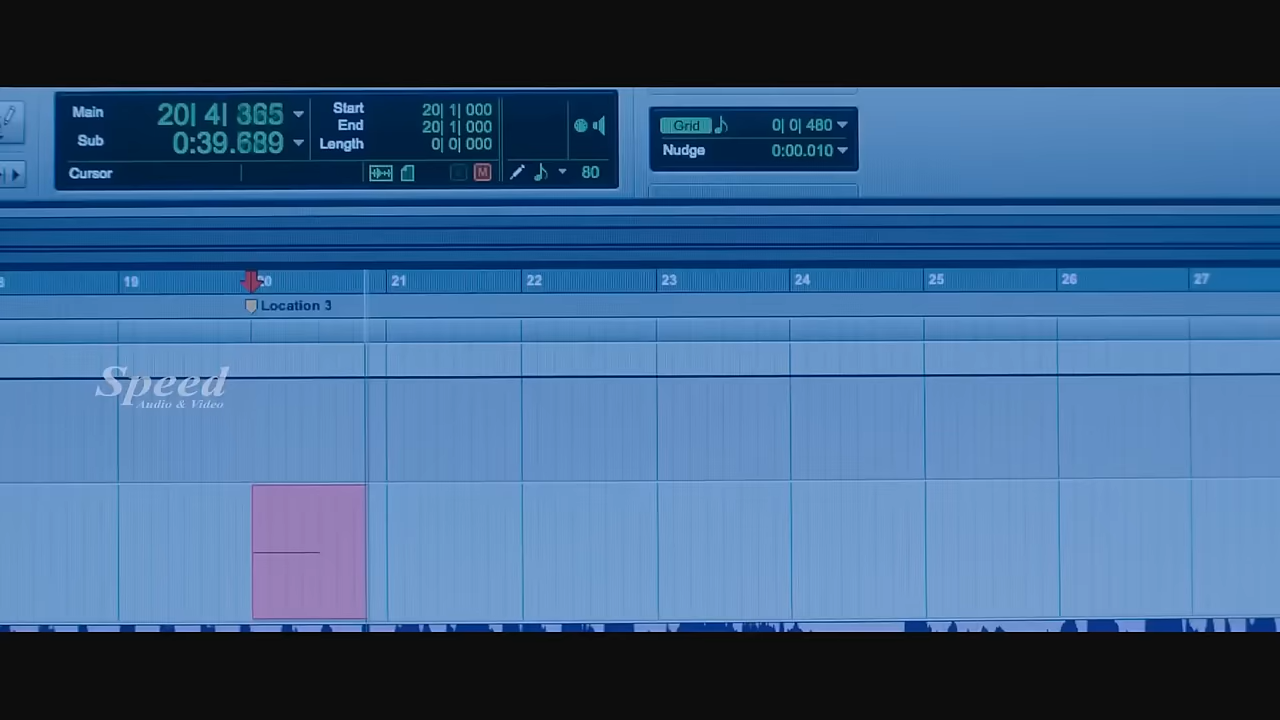 Main 20| 4| 365
Sub 0:39.689
Cursor
Start 20| 1| 000
End 20| 1| 000
Length 0| 0| 000
M
80
Grid 0| 0| 480
Nudge 0:00.010
19 20 21 22 23 24 25 26 27
Location 3
Speed
Audio & Video